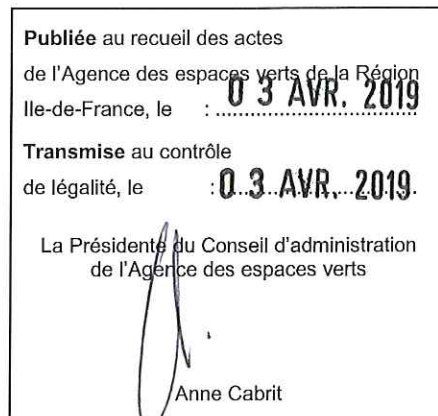 Publiée au recueil des actes
de l'Agence des espaces verts de la Région
Ile-de-France, le : 03 AVR. 2019
Transmise au contrôle
de légalité, le : 03 AVR. 2019
La Présidente du Conseil d'administration
de l'Agence des espaces verts
Anne Cabrit